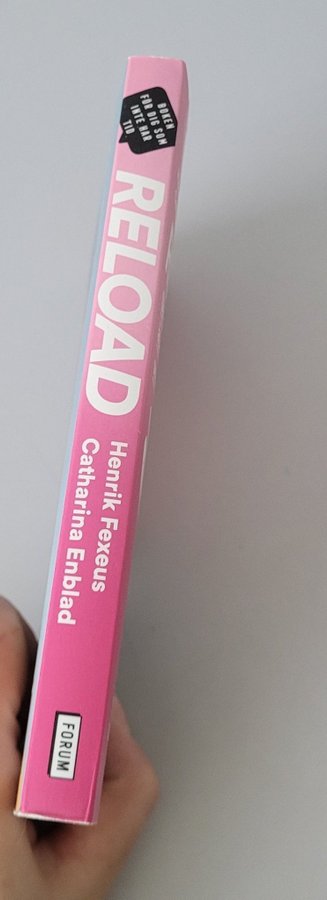 BOKEN
FÖR DIG SOM
INTE HAR
TID
RELOAD
Henrik Fexeus
Catharina Enblad
FORUM